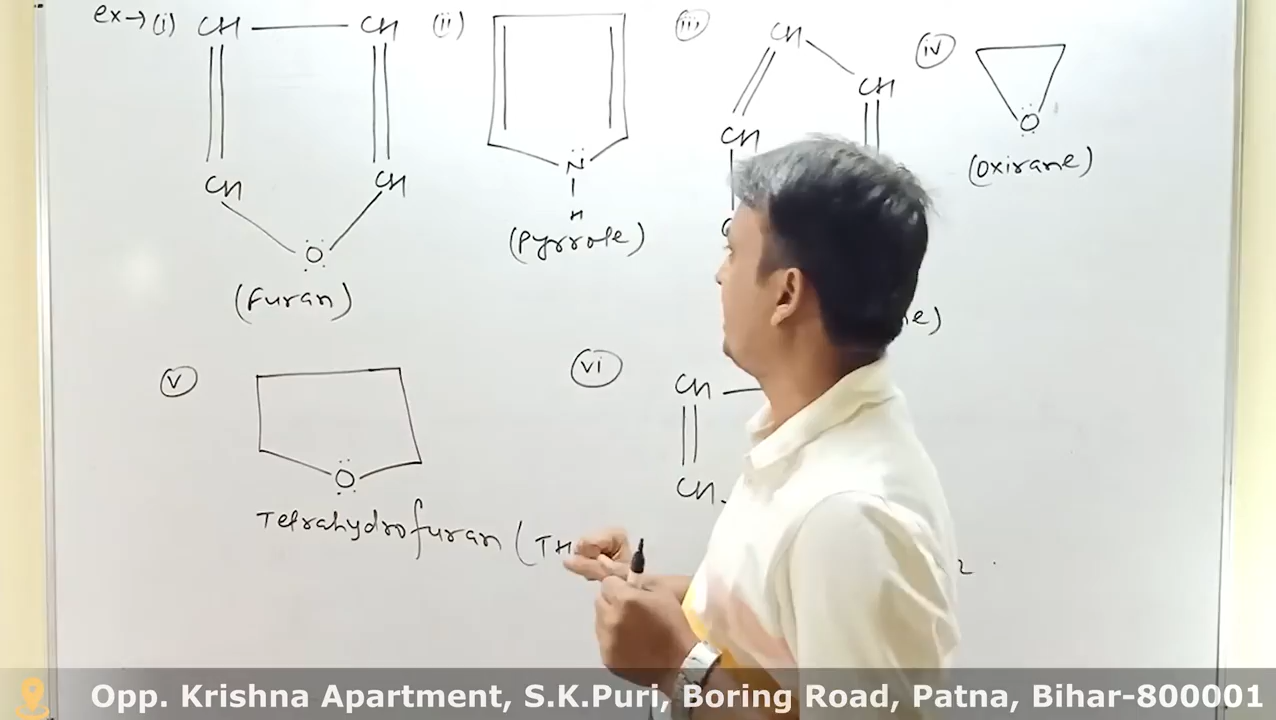 ex→ (i) CH CH (ii) (iii) CH (iv)
CH
CH
N
H
O
(Oxirane)
CH CH
O
(Pyrrole)
(Furan)
(v) (vi)
CH
CH
O
Tetrahydrofuran (TH
2
Opp. Krishna Apartment, S.K.Puri, Boring Road, Patna, Bihar-800001